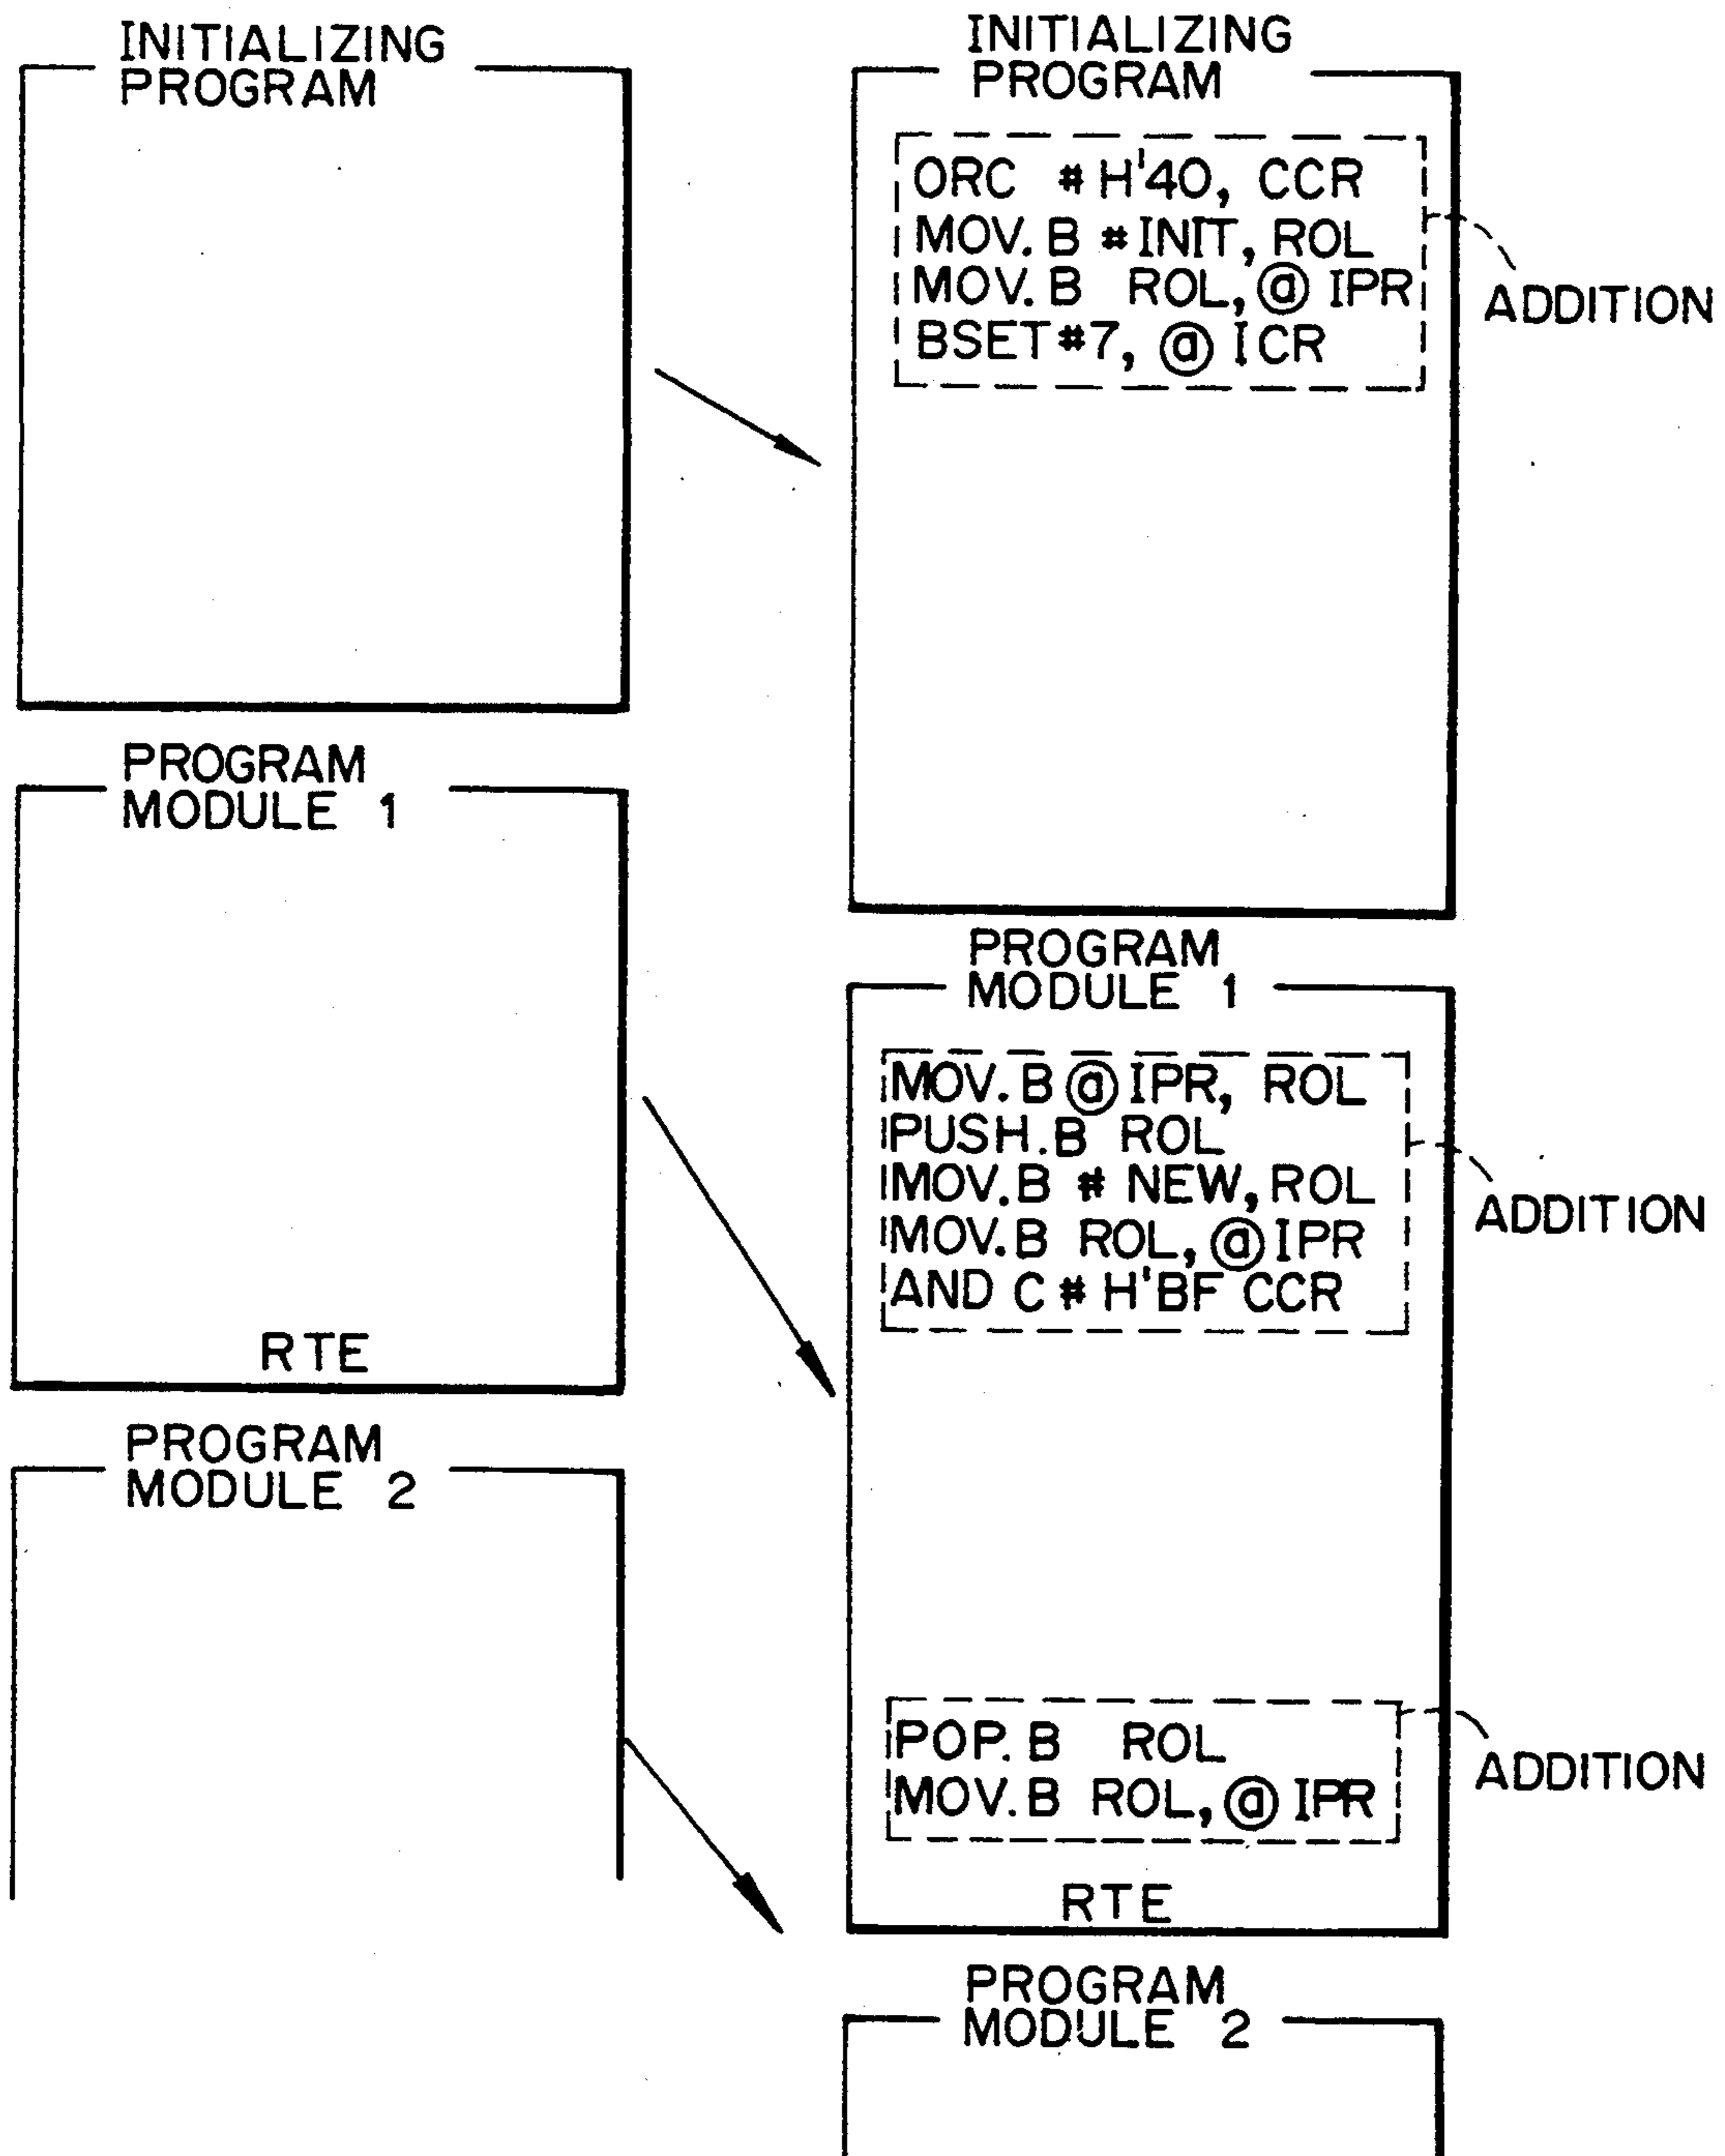 INITIALIZING
PROGRAM
PROGRAM
MODULE 1
RTE
PROGRAM
MODULE 2
INITIALIZING
PROGRAM
ORC # H'40, CCR
MOV. B # INIT, ROL
MOV. B ROL, @ IPR
BSET #7, @ ICR
ADDITION
PROGRAM
MODULE 1
MOV. B @ IPR, ROL
PUSH. B ROL
MOV. B # NEW, ROL
MOV. B ROL, @ IPR
AND C # H'BF CCR
ADDITION
POP. B ROL
MOV. B ROL, @ IPR
ADDITION
RTE
PROGRAM
MODULE 2